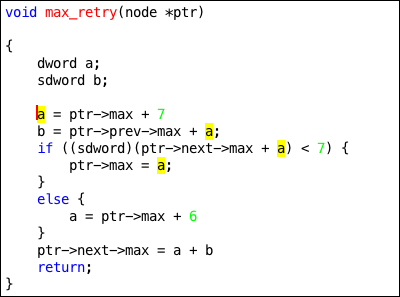 void max_retry(node *ptr)
{
dword a;
sdword b;
a = ptr->max + 7
b = ptr->prev->max + a;
if ((sdword)(ptr->next->max + a) < 7) {
ptr->max = a;
}
else {
a = ptr->max + 6
}
ptr->next->max = a + b
return;
}